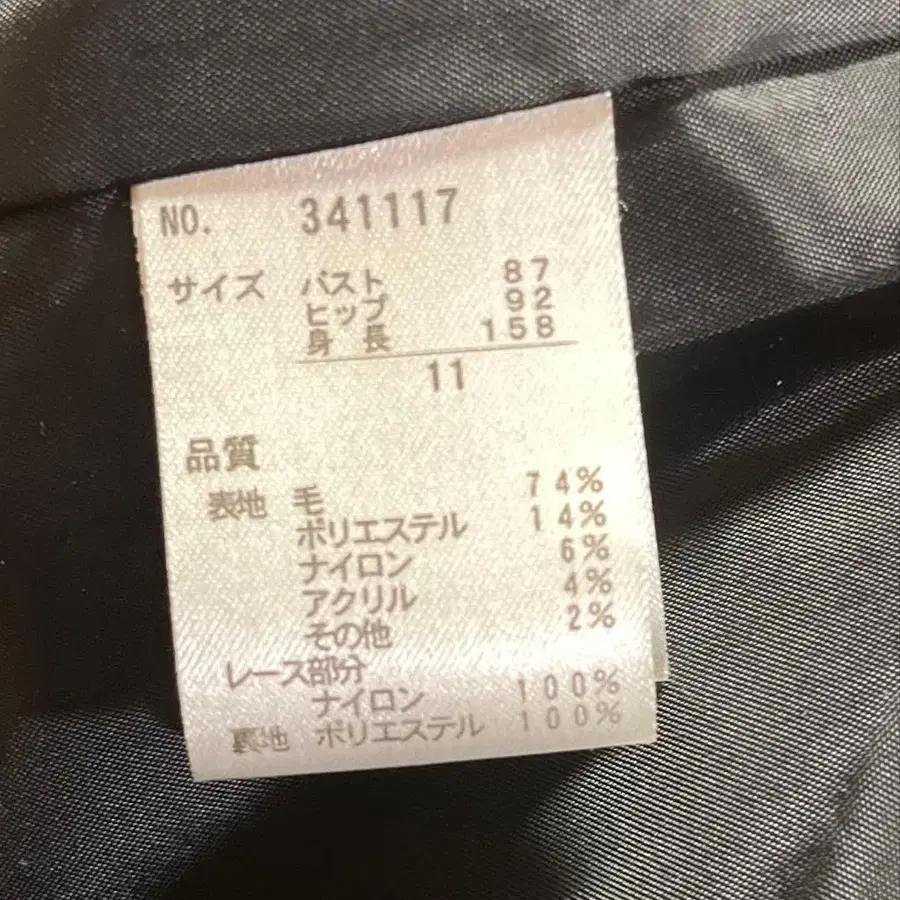 NO. 341117
サイズ バスト 87
ヒップ 92
身長 158
11
品質
表地 毛 74%
ポリエステル 14%
ナイロン 6%
アクリル 4%
その他 2%
レース部分
ナイロン 100%
裏地 ポリエステル 100%